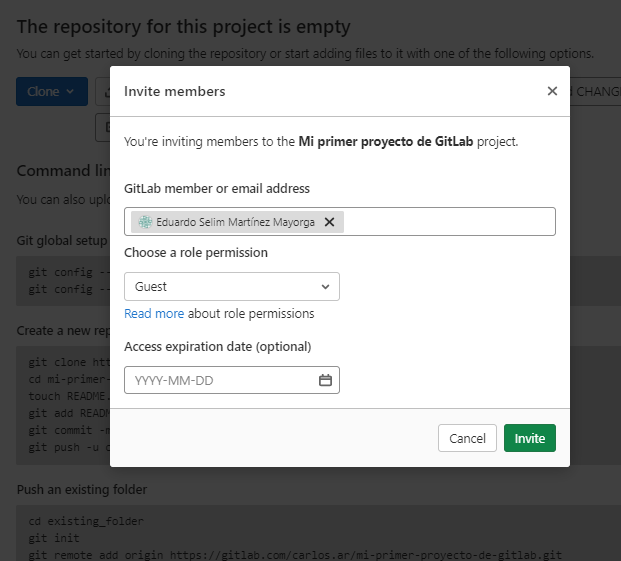 The repository for this project is empty
You can get started by cloning the repository or start adding files to it with one of the following options.
Clone
CHANG
Invite members
You're inviting members to the Mi primer proyecto de GitLab project.
Command lin
You can also uplo
GitLab member or email address
Eduardo Selim Martínez Mayorga
Git global setup
Choose a role permission
git config --
Guest
git config --
Read more about role permissions
Create a new rep
Access expiration date (optional)
git clone htt
cd mi-primer-
YYYY-MM-DD
touch README.
git add READM
git commit -m
Cancel
Invite
git push -u o
Push an existing folder
cd existing_folder
git init
git remote add origin https://gitlab.com/carlos.ar/mi-primer-proyecto-de-gitlab.git